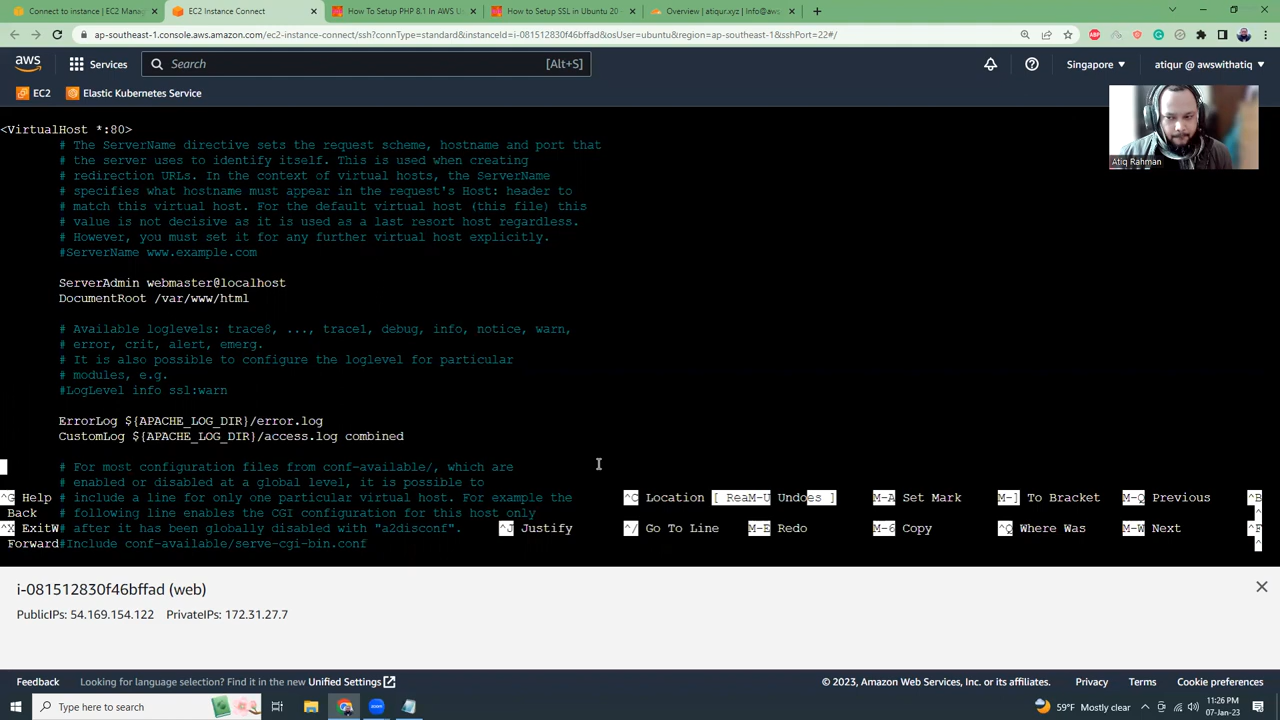 Connect to instance | EC2 Manag
EC2 Instance Connect
How To Setup PHP 8.1 In AWS U
How to Setup SSL in Ubuntu 20
Overview | atiqur.xyz | Info@aws
ap-southeast-1.console.aws.amazon.com/ec2-instance-connect/ssh?connType=standard&instanceId=i-081512830f46bffad&osUser=ubuntu&region=ap-southeast-1&sshPort=22#/
aws
Services
Search
[Alt+S]
Singapore
atiqur @ awswithatiq
EC2
Elastic Kubernetes Service
Atiq Rahman
<VirtualHost *:80>
# The ServerName directive sets the request scheme, hostname and port that
# the server uses to identify itself. This is used when creating
# redirection URLs. In the context of virtual hosts, the ServerName
# specifies what hostname must appear in the request's Host: header to
# match this virtual host. For the default virtual host (this file) this
# value is not decisive as it is used as a last resort host regardless.
# However, you must set it for any further virtual host explicitly.
#ServerName www.example.com
ServerAdmin webmaster@localhost
DocumentRoot /var/www/html
# Available loglevels: trace8, ..., trace1, debug, info, notice, warn,
# error, crit, alert, emerg.
# It is also possible to configure the loglevel for particular
# modules, e.g.
#LogLevel info ssl:warn
ErrorLog ${APACHE_LOG_DIR}/error.log
CustomLog ${APACHE_LOG_DIR}/access.log combined
# For most configuration files from conf-available/, which are
# enabled or disabled at a global level, it is possible to
^G Help # include a line for only one particular virtual host. For example the ^C Location [ ReaM-U Undoes ] M-A Set Mark M-] To Bracket M-Q Previous ^B
Back # following line enables the CGI configuration for this host only ^
^X ExitW# after it has been globally disabled with "a2disconf". ^J Justify ^/ Go To Line M-E Redo M-6 Copy ^Q Where Was M-W Next ^F
Forward#Include conf-available/serve-cgi-bin.conf ^
i-081512830f46bffad (web)
PublicIPs: 54.169.154.122 PrivateIPs: 172.31.27.7
Feedback
Looking for language selection? Find it in the new Unified Settings
© 2023, Amazon Web Services, Inc. or its affiliates.
Privacy
Terms
Cookie preferences
Type here to search
59°F Mostly clear
11:26 PM
07-Jan-23